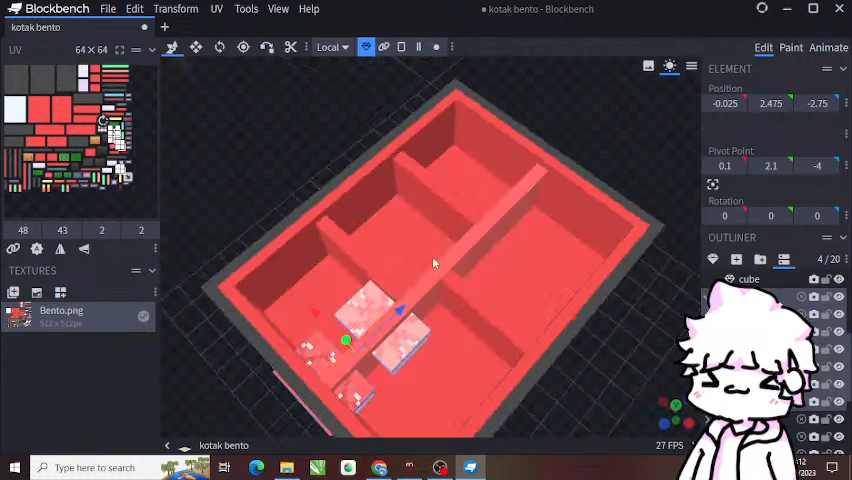 Blockbench File Edit Transform UV Tools View Help
kotak bento - Blockbench
kotak bento
UV 64 × 64
Local
Edit Paint Animate
ELEMENT
Position
-0.025 2.475 -2.75
Pivot Point
0.1 2.1 -4
Rotation
0 0 0
48 43 2 2
OUTLINER
4 / 20
cube
TEXTURES
Bento.png
512 x 512px
kotak bento
27 FPS
Type here to search